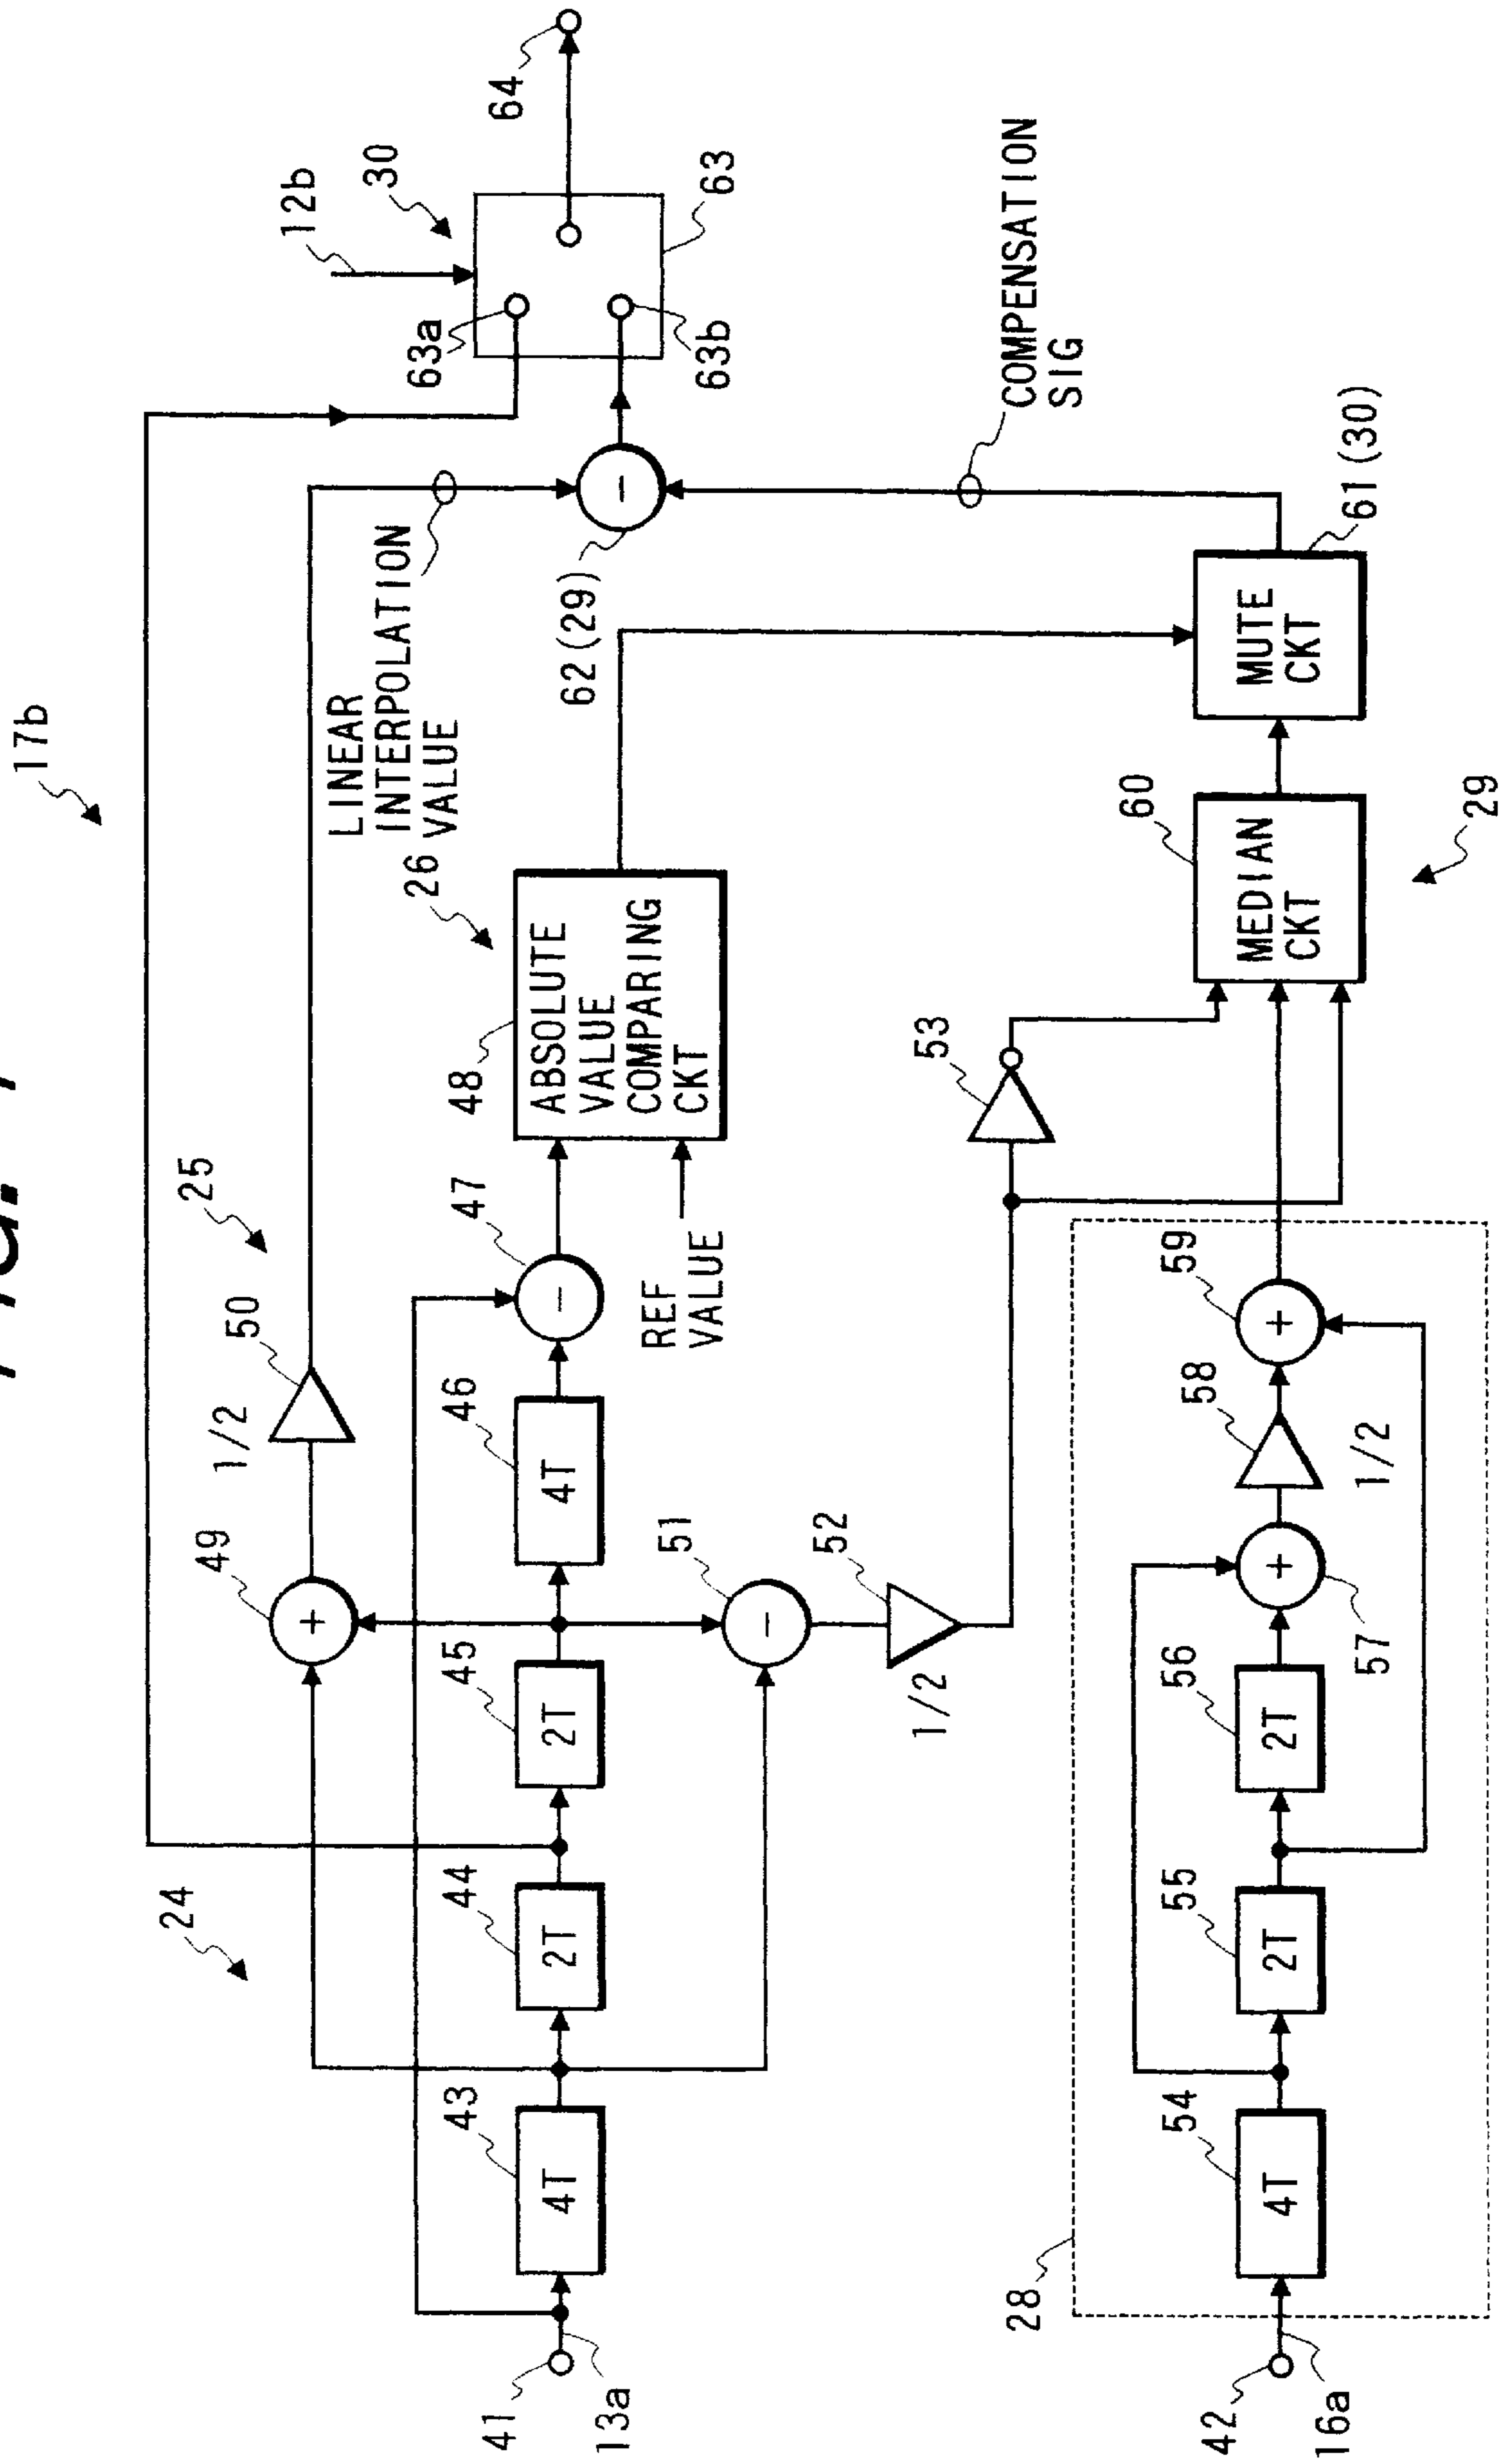 17b
12b
30
64
63a
63b
63
24
25
49
1/2
50
LINEAR
INTERPOLATION
VALUE
26
62 (29)
41
13a
43
4T
44
2T
45
2T
46
4T
47
-
+
48
ABSOLUTE
VALUE
COMPARING
CKT
REF
VALUE
-
51
-
52
1/2
53
COMPENSATION
SIG
28
42
16a
54
4T
55
2T
56
2T
57
+
58
1/2
59
+
60
MEDIAN
CKT
MUTE
CKT
61 (30)
29